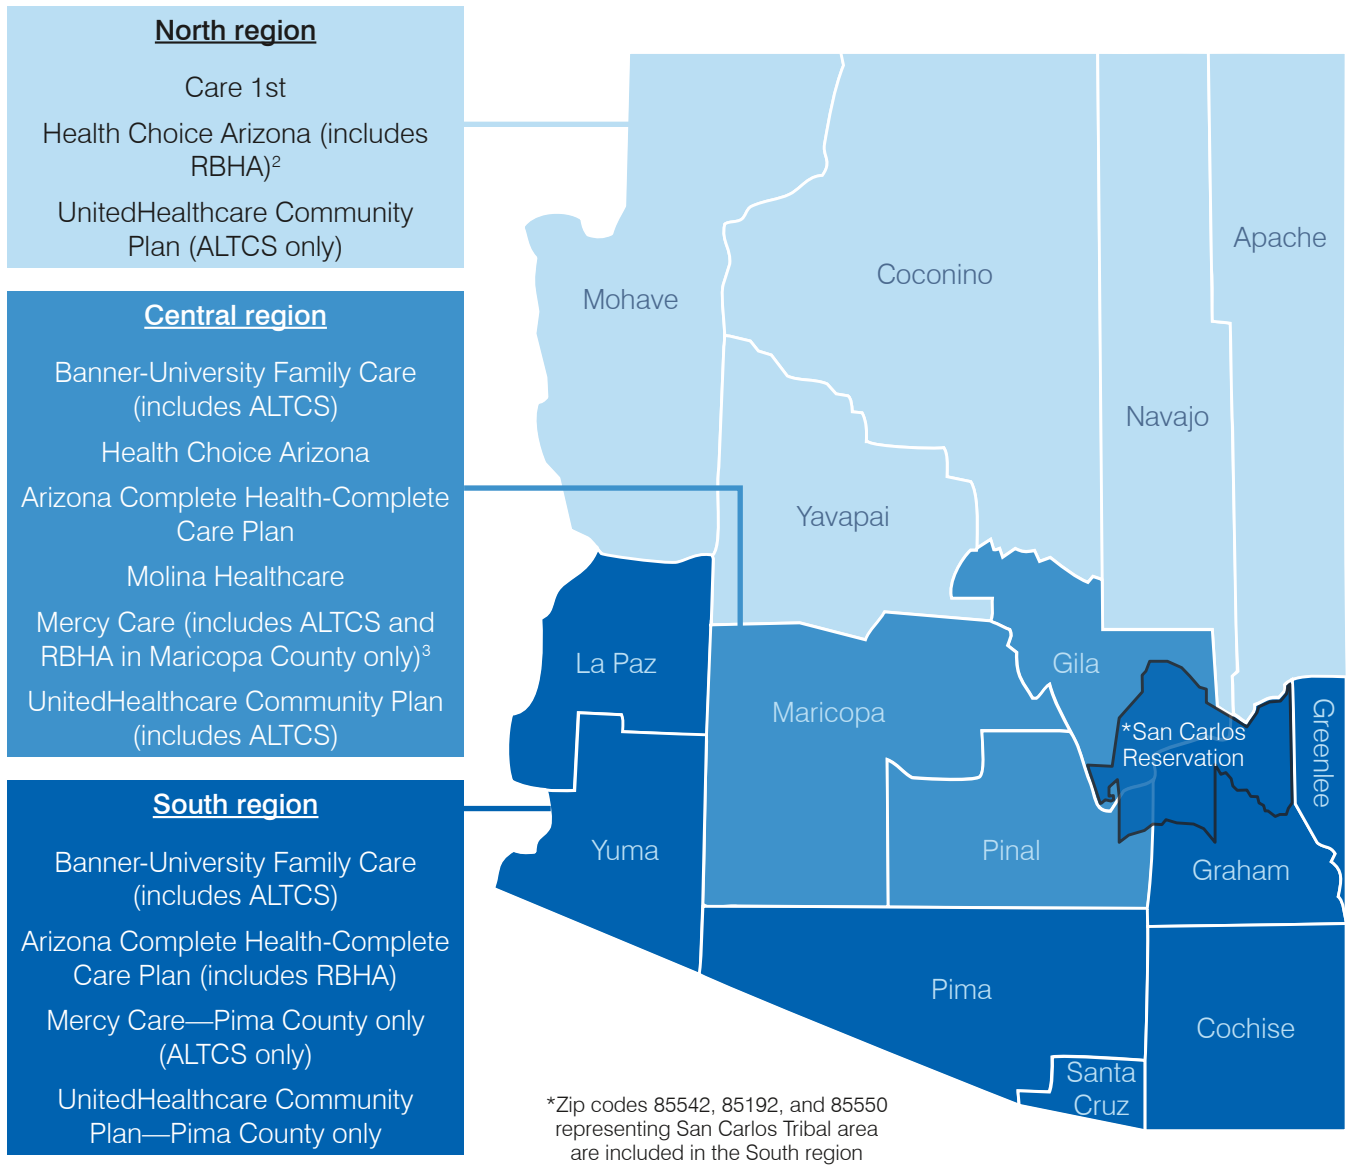 North region
Care 1st
Health Choice Arizona (includes
RBHA)²
UnitedHealthcare Community
Plan (ALTCS only)
Central region
Banner-University Family Care
(includes ALTCS)
Health Choice Arizona
Arizona Complete Health-Complete
Care Plan
Molina Healthcare
Mercy Care (includes ALTCS and
RBHA in Maricopa County only)³
UnitedHealthcare Community Plan
(includes ALTCS)
South region
Banner-University Family Care
(includes ALTCS)
Arizona Complete Health-Complete
Care Plan (includes RBHA)
Mercy Care—Pima County only
(ALTCS only)
UnitedHealthcare Community
Plan—Pima County only
Mohave
Coconino
Apache
Navajo
Yavapai
La Paz
Gila
Maricopa
*San Carlos
Reservation
Greenlee
Yuma
Pinal
Graham
Pima
Cochise
Santa
Cruz
*Zip codes 85542, 85192, and 85550
representing San Carlos Tribal area
are included in the South region